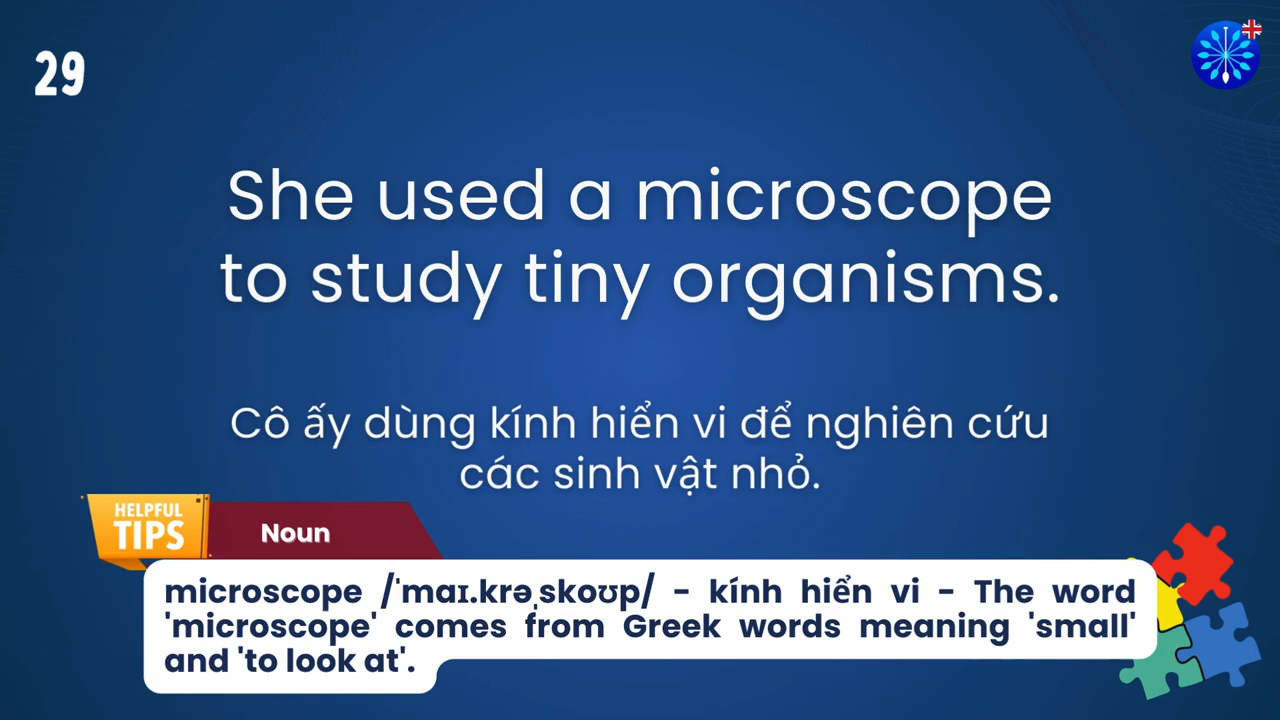 29
She used a microscope
to study tiny organisms.
Cô ấy dùng kính hiển vi để nghiên cứu
các sinh vật nhỏ.
HELPFUL
TIPS
Noun
microscope /ˈmaɪ.krəˌskoʊp/ - kính hiển vi - The word
'microscope' comes from Greek words meaning 'small'
and 'to look at'.